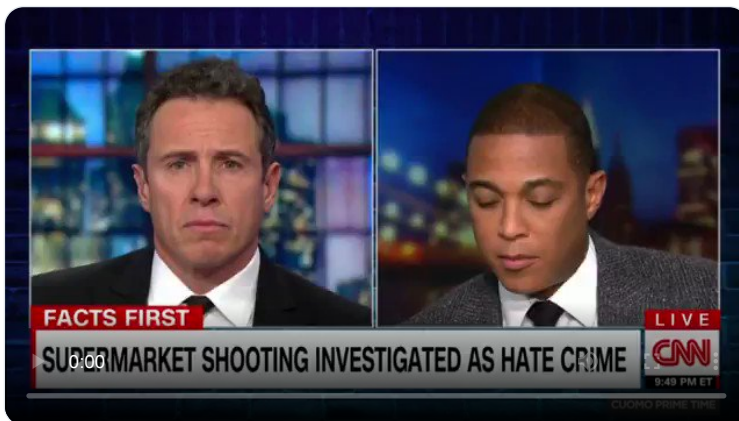 FACTS FIRST
LIVE
SUPERMARKET SHOOTING INVESTIGATED AS HATE CRIME
0:00
CNN
9:49 PM ET
CUOMO PRIME TIME